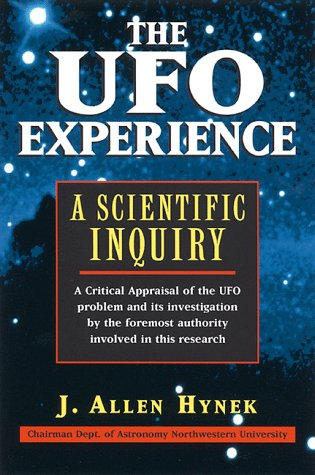 THE
UFO
EXPERIENCE
A SCIENTIFIC
INQUIRY
A Critical Appraisal of the UFO
problem and its investigation
by the foremost authority
involved in this research
J. ALLEN HYNEK
Chairman Dept. of Astronomy Northwestern University